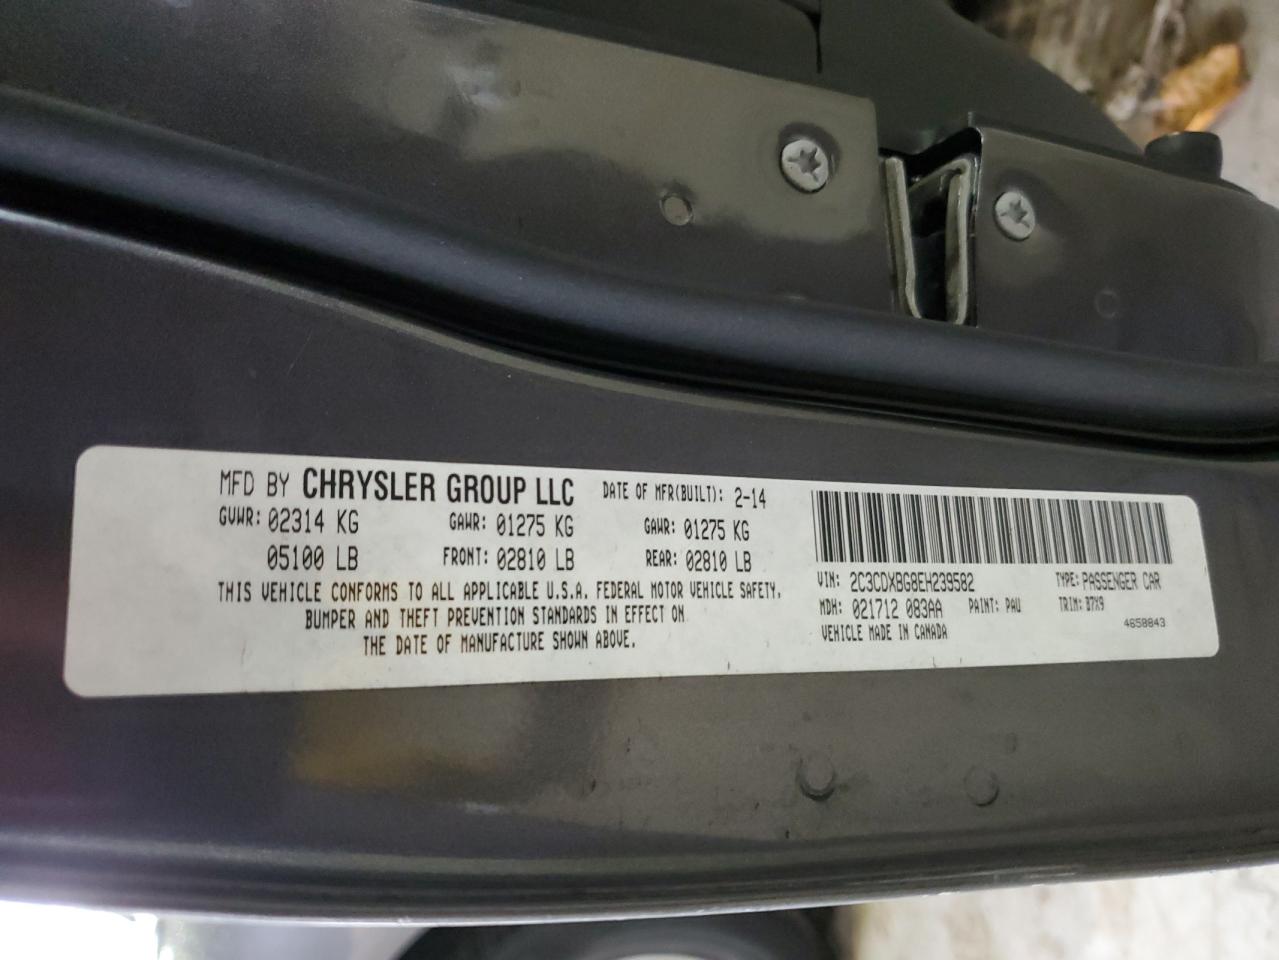 MFD BY CHRYSLER GROUP LLC DATE OF MFR(BUILT): 2-14
GVWR: 02314 KG GAWR: 01275 KG GAWR: 01275 KG
05100 LB FRONT: 02810 LB REAR: 02810 LB
THIS VEHICLE CONFORMS TO ALL APPLICABLE U.S.A. FEDERAL MOTOR VEHICLE SAFETY,
BUMPER AND THEFT PREVENTION STANDARDS IN EFFECT ON
THE DATE OF MANUFACTURE SHOWN ABOVE.
VIN: 2C3CDXBG8EH239582 TYPE: PASSENGER CAR
MDH: 021712 083AA PAINT: PAU TRIM: B7X9
VEHICLE MADE IN CANADA 4658843